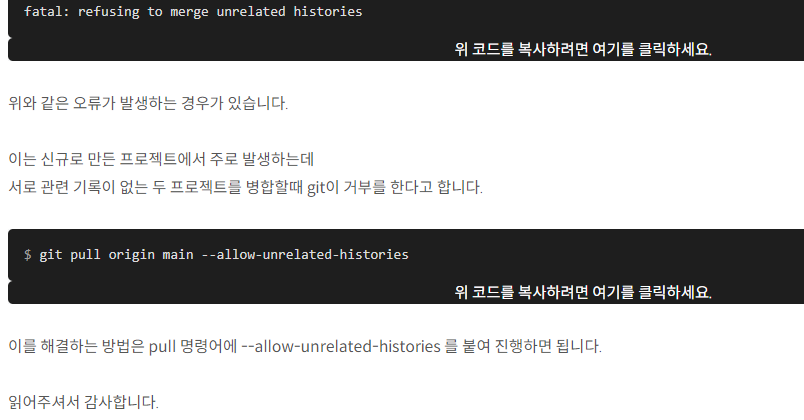 fatal: refusing to merge unrelated histories
위 코드를 복사하려면 여기를 클릭하세요.
위와 같은 오류가 발생하는 경우가 있습니다.
이는 신규로 만든 프로젝트에서 주로 발생하는데
서로 관련 기록이 없는 두 프로젝트를 병합할때 git이 거부를 한다고 합니다.
$ git pull origin main --allow-unrelated-histories
위 코드를 복사하려면 여기를 클릭하세요.
이를 해결하는 방법은 pull 명령어에 --allow-unrelated-histories 를 붙여 진행하면 됩니다.
읽어주셔서 감사합니다.